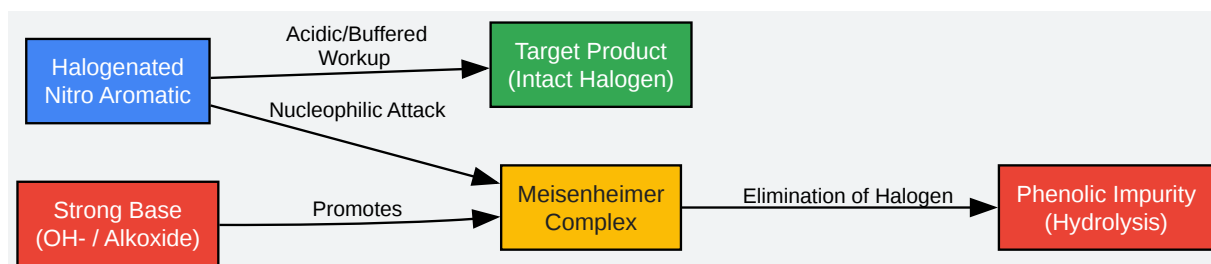 Halogenated
Nitro Aromatic
Acidic/Buffered
Workup
Target Product
(Intact Halogen)
Nucleophilic Attack
Strong Base
(OH- / Alkoxide)
Promotes
Meisenheimer
Complex
Elimination of Halogen
Phenolic Impurity
(Hydrolysis)